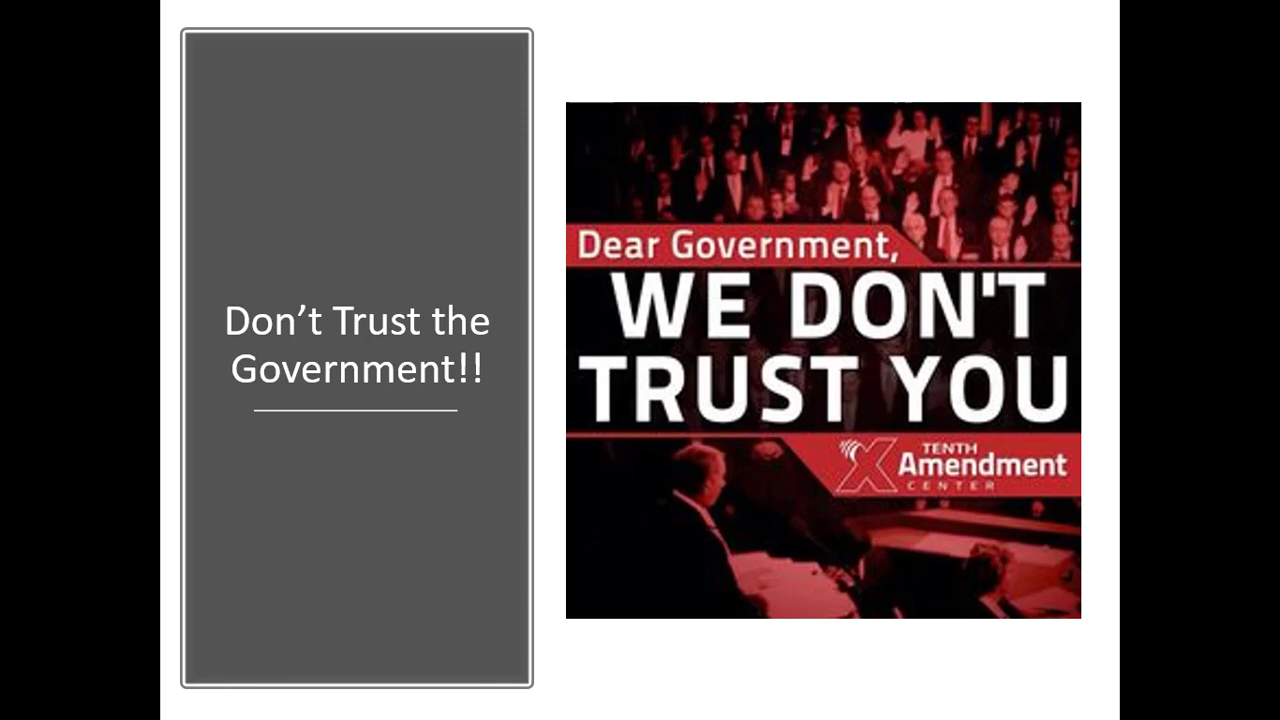 Don’t Trust the
Government!!
Dear Government,
WE DON'T
TRUST YOU
TENTH
Amendment
CENTER